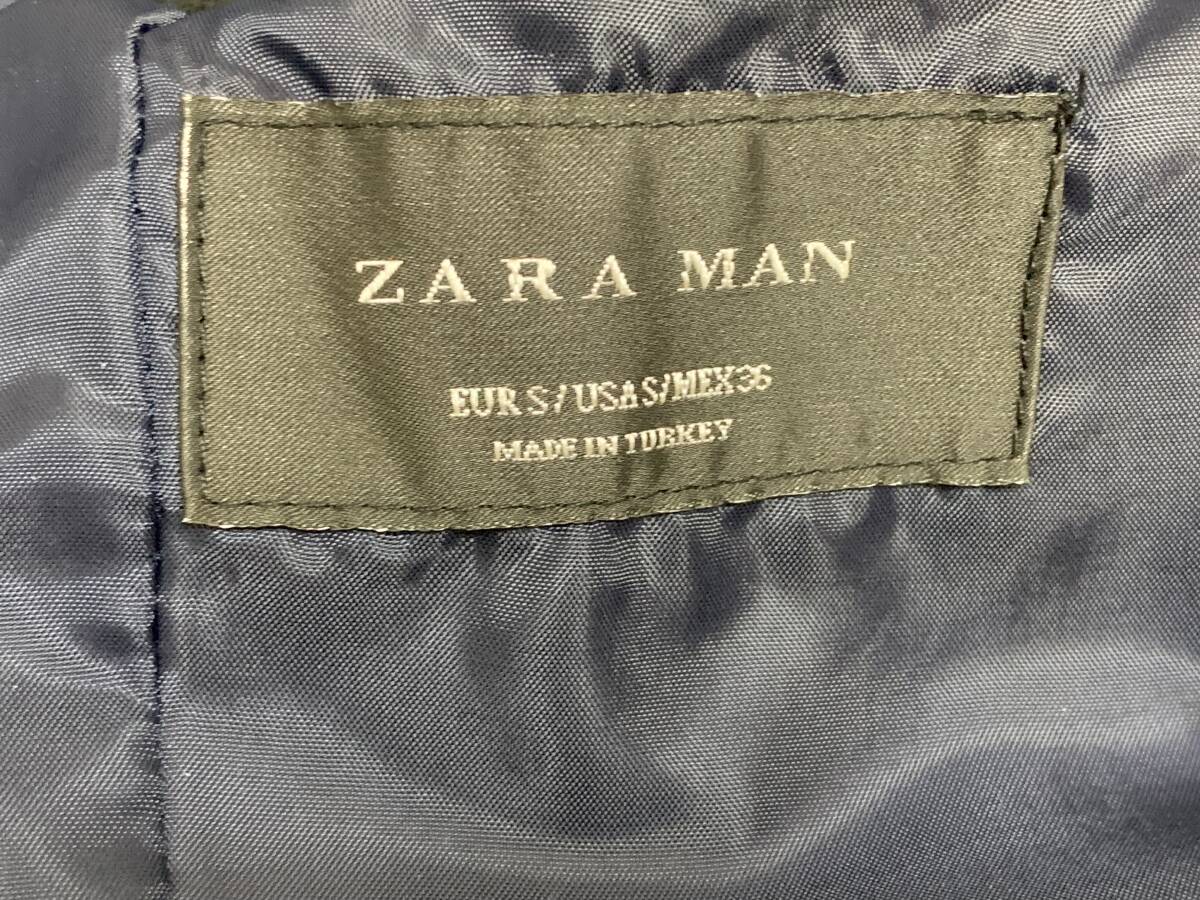 ZARA MAN
EUR S/USA S/MEX 36
MADE IN TURKEY